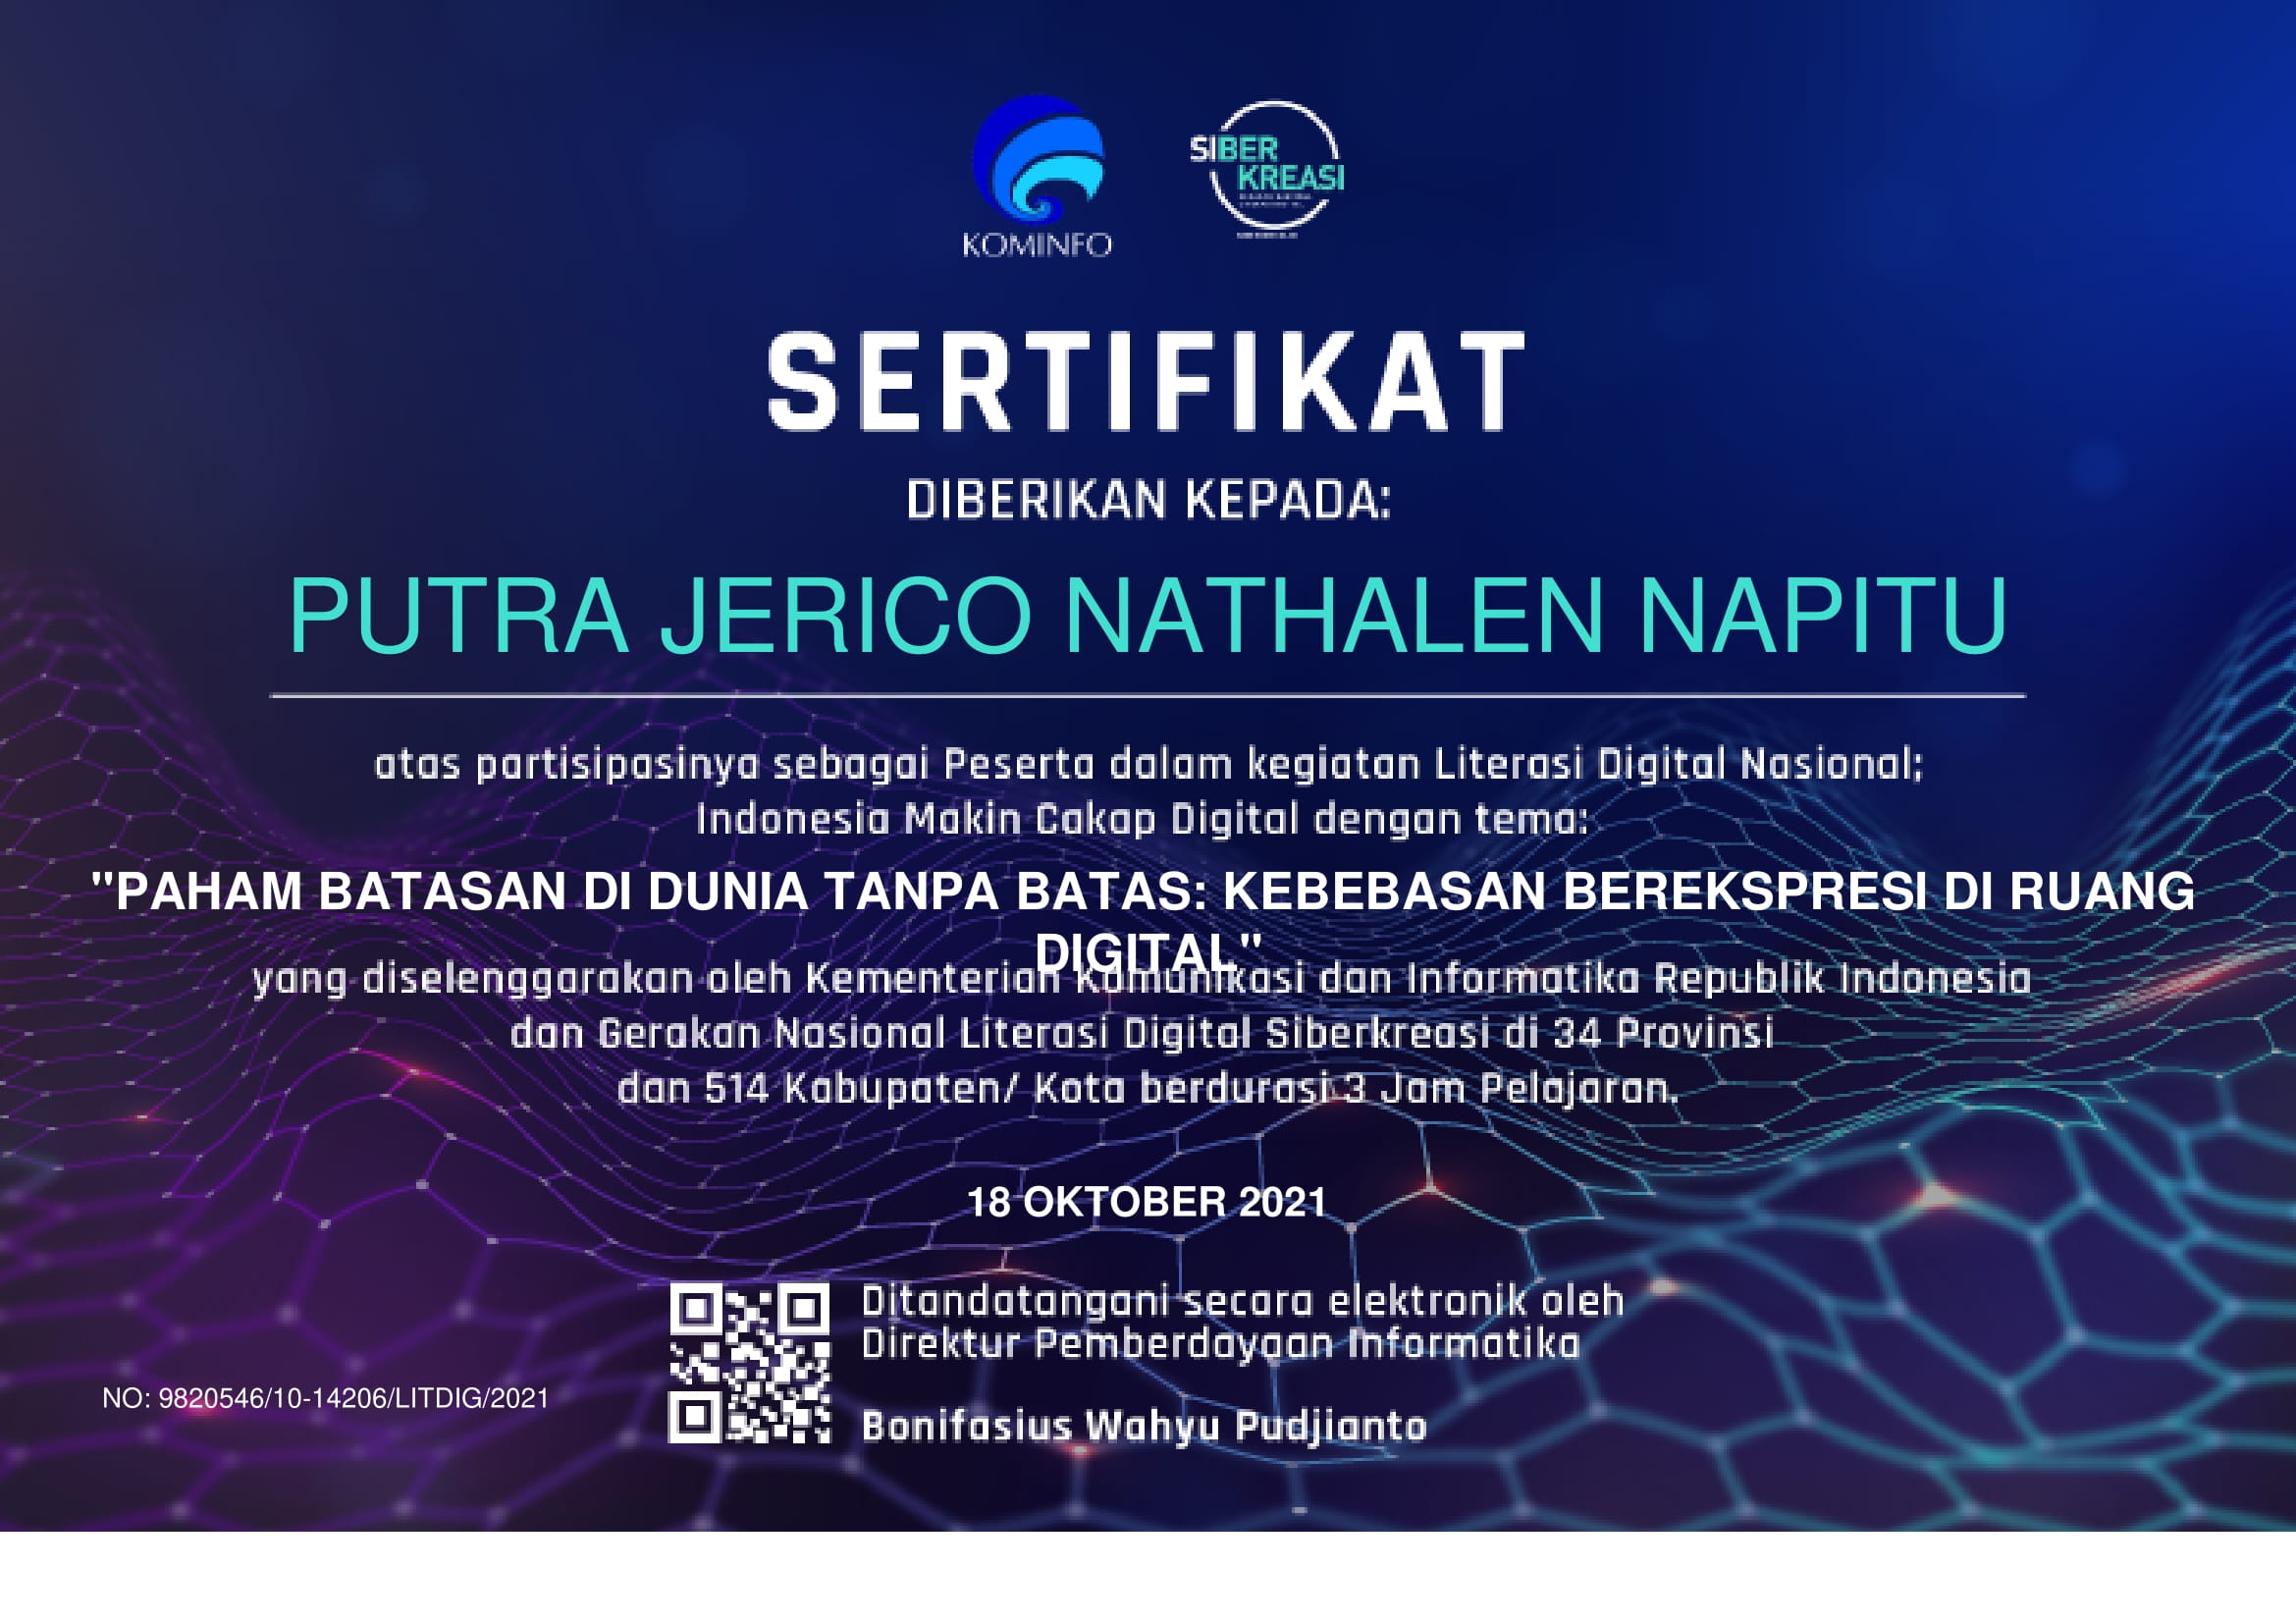 KOMINFO
SIBER
KREASI
SERTIFIKAT
DIBERIKAN KEPADA:
PUTRA JERICO NATHALEN NAPITU
atas partisipasinya sebagai Peserta dalam kegiatan Literasi Digital Nasional;
Indonesia Makin Cakap Digital dengan tema:
"PAHAM BATASAN DI DUNIA TANPA BATAS: KEBEBASAN BEREKSPRESI DI RUANG
DIGITAL"
yang diselenggarakan oleh Kementerian Komunikasi dan Informatika Republik Indonesia
dan Gerakan Nasional Literasi Digital Siberkreasi di 34 Provinsi
dan 514 Kabupaten/ Kota berdurasi 3 Jam Pelajaran.
18 OKTOBER 2021
Ditandatangani secara elektronik oleh
Direktur Pemberdayaan Informatika
Bonifasius Wahyu Pudjianto
NO: 9820546/10-14206/LITDIG/2021